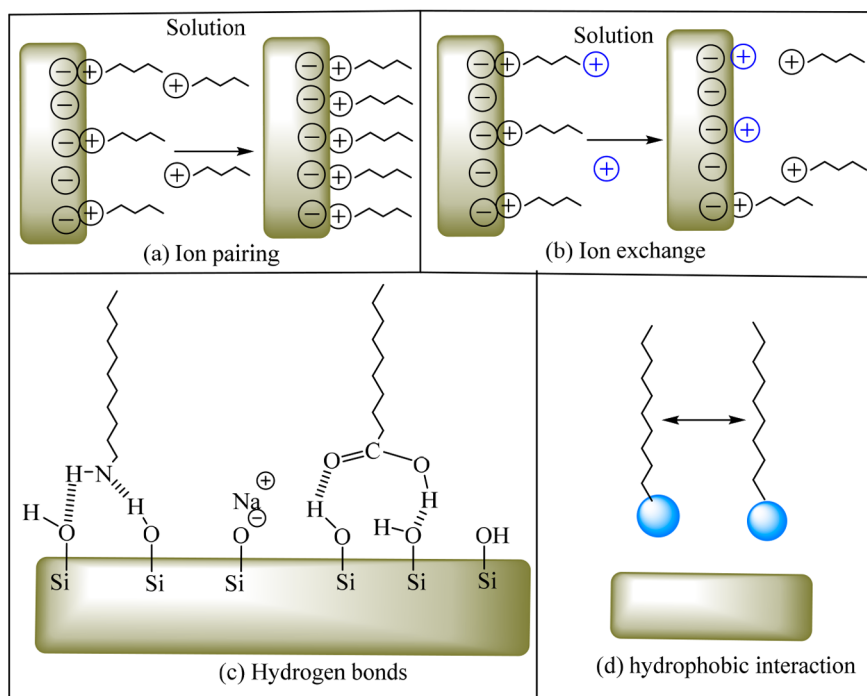 Solution
(a) Ion pairing
Solution
(b) Ion exchange
H–N
O
C
O
H
H
H
O
H
O
Na
⊕
⊖
O
H
O
H
H
O
OH
Si
Si
Si
Si
Si
Si
(c) Hydrogen bonds
(d) hydrophobic interaction